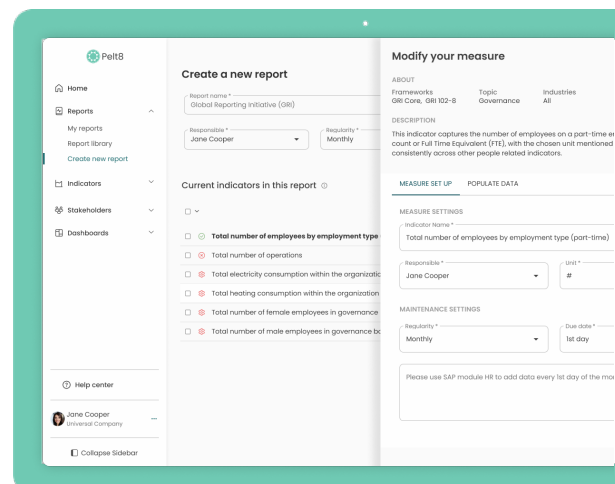 Pelt8
Home
Reports
My reports
Report library
Create new report
Indicators
Stakeholders
Dashboards
Help center
Jane Cooper
Universal Company
Collapse Sidebar
Create a new report
Report name *
Global Reporting Initiative (GRI)
Responsible *
Jane Cooper
Regularity *
Monthly
Current indicators in this report
Total number of employees by employment type
Total number of operations
Total electricity consumption within the
Total heating consumption within the organization
Total number of female employees in governance
Total number of male employees in governance
Modify your measure
ABOUT
Frameworks
Topic
Industries
GRI Core, GRI 102-8
Governance
All
DESCRIPTION
This indicator captures the number of employees on a part-time
count or Full Time Equivalent (FTE), with the chosen unit mentioned
consistently across other people related indicators.
MEASURE SET UP
POPULATE DATA
MEASURE SETTINGS
Indicator Name *
Total number of employees by employment type (part-time)
Responsible *
Jane Cooper
Unit *
#
MAINTENANCE SETTINGS
Regularity *
Monthly
Due date *
1st day
Please use SAP module HR to add data every 1st day of the